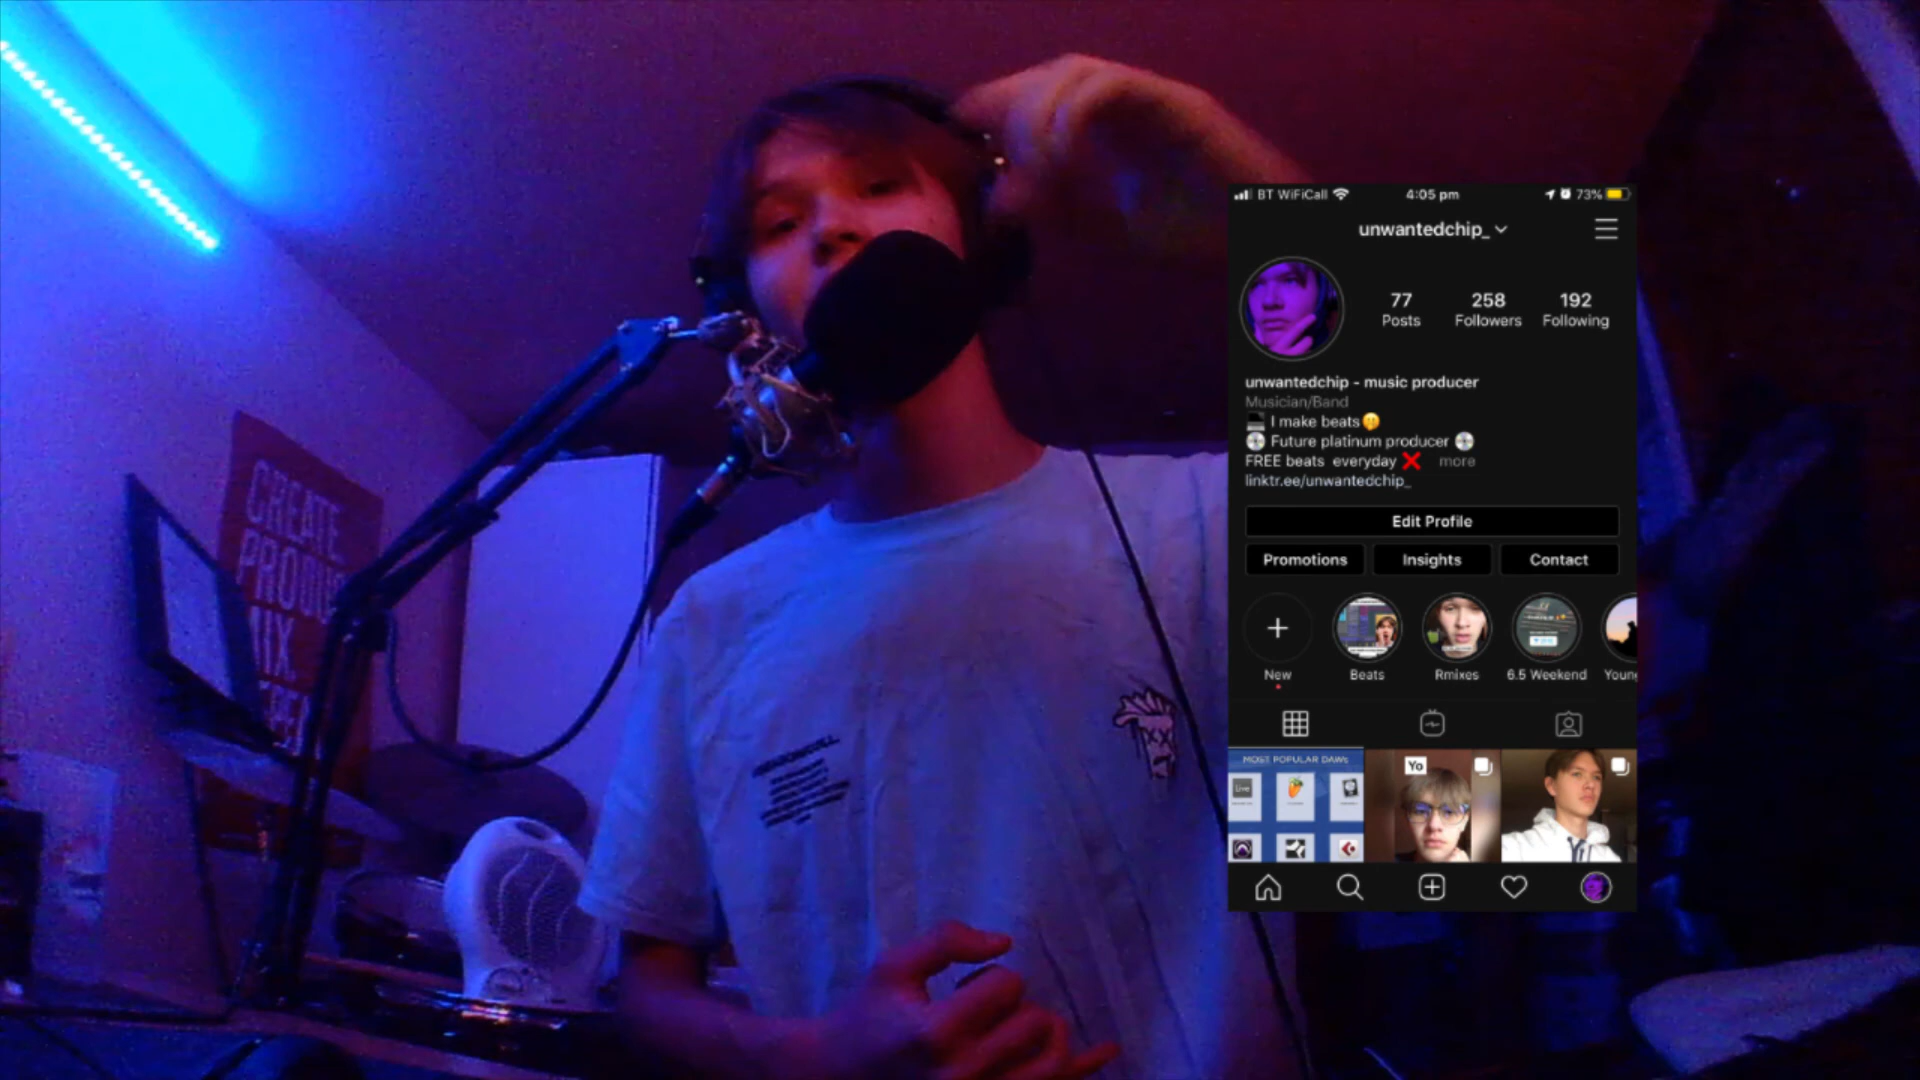 CREATE
MIX
BT WiFiCall
4:05 pm
73%
unwantedchip_
77
Posts
258
Followers
192
Following
unwantedchip - music producer
Musician/Band
I make beats
Future platinum producer
FREE beats everyday more
linktr.ee/unwantedchip_
Edit Profile
Promotions
Insights
Contact
New
Beats
Rmixes
6.5 Weekend
Young
MOST POPULAR DAWs
Live
Yo